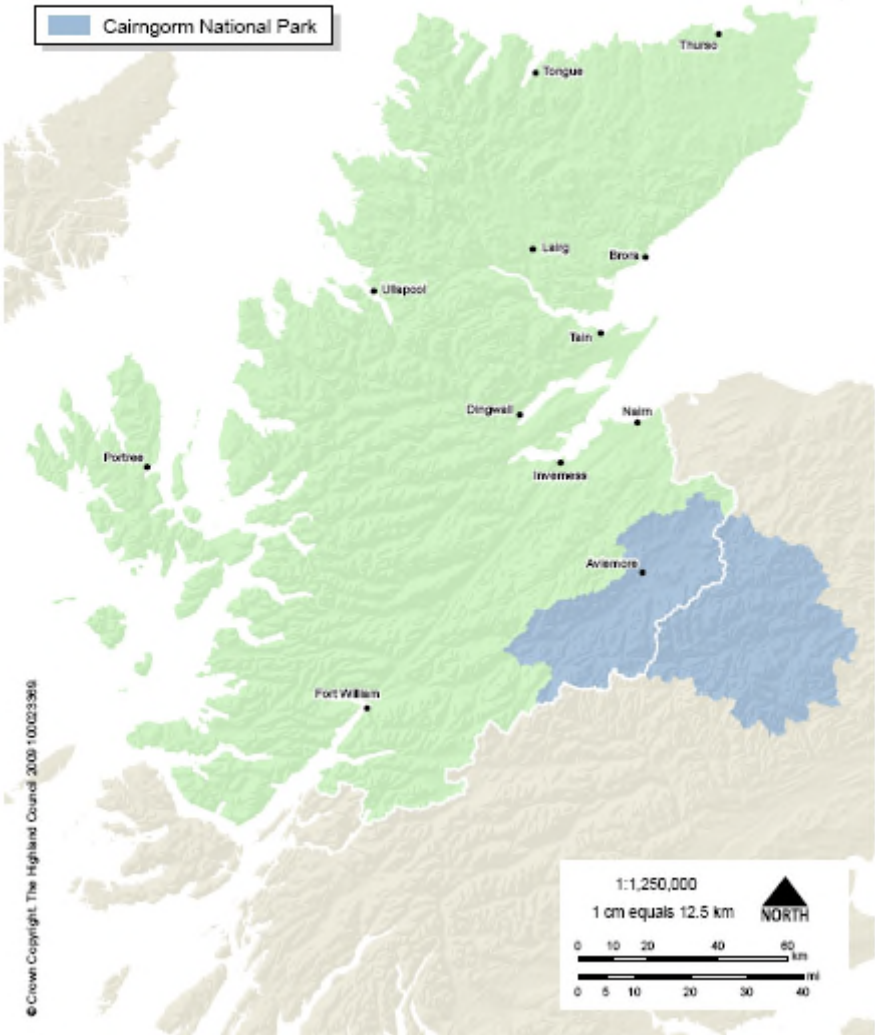 Cairngorm National Park
Thurso
Tongue
Lairg
Brora
Ullapool
Tain
Dingwall
Nairn
Portree
Inverness
Aviemore
Fort William
© Crown Copyright. The Highland Council 2009 100023369
1:1,250,000
1 cm equals 12.5 km
NORTH
0 10 20 40 60
km
mi
0 5 10 20 30 40